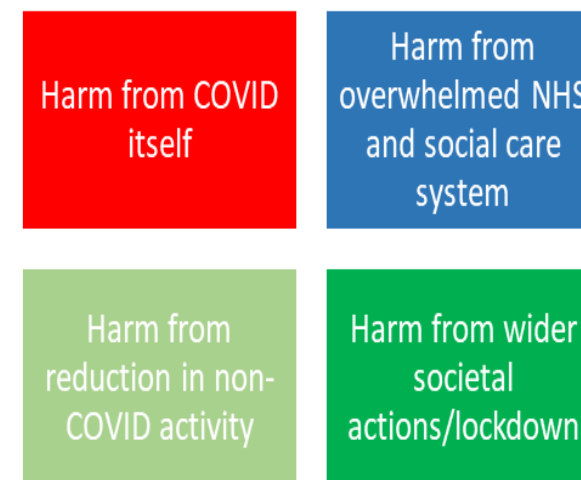 Harm from COVID
itself
Harm from
overwhelmed NHS
and social care
system
Harm from
reduction in non-
COVID activity
Harm from wider
societal
actions/lockdown